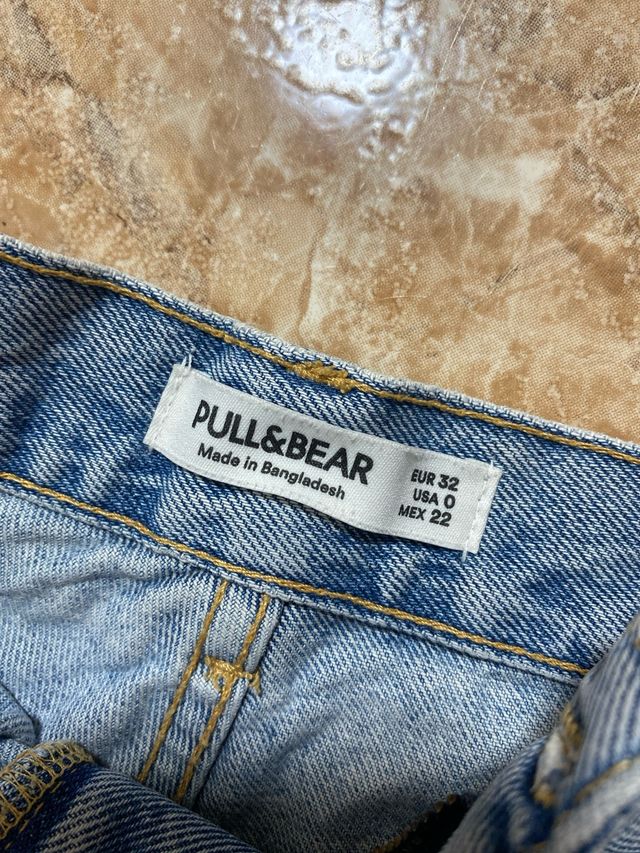 PULL&BEAR
Made in Bangladesh
EUR 32
USA 0
MEX 22